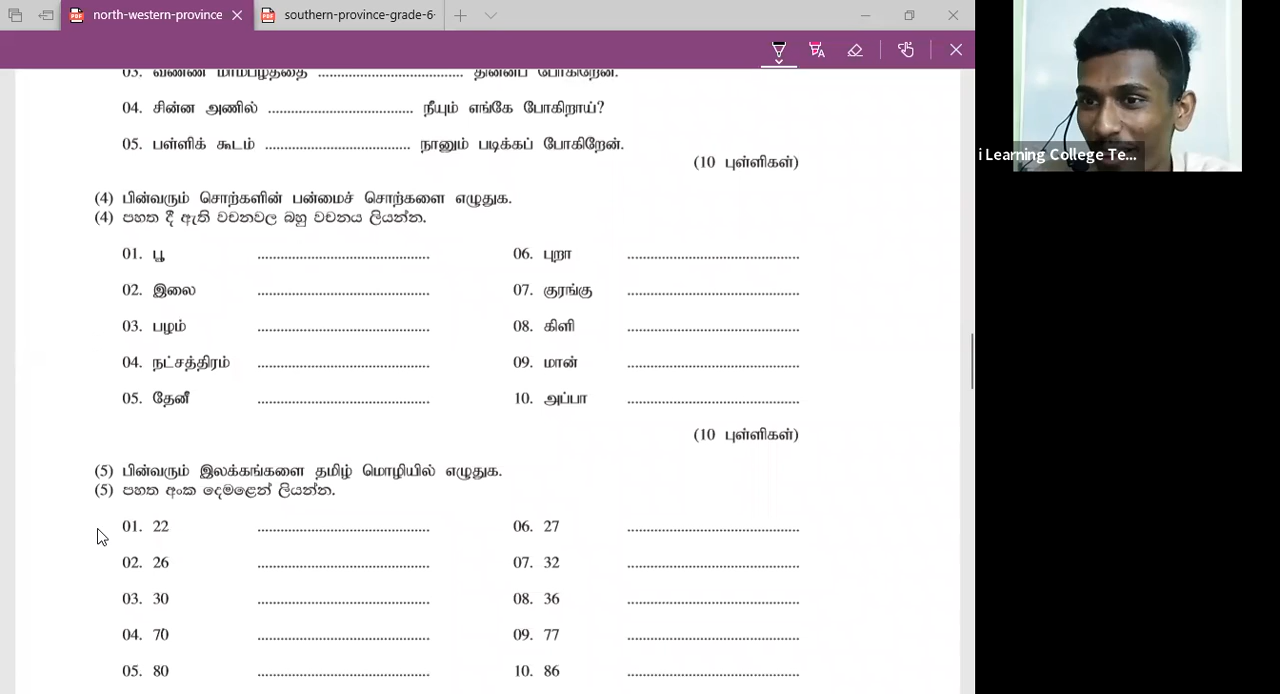 north-western-province
southern-province-grade-6-
03. வண்ண மாம்பழத்தை ...................................... தின்னப் போகிறேன்.
04. சின்ன அணில் ...................................... நீயும் எங்கே போகிறாய்?
05. பள்ளிக் கூடம் ...................................... நானும் படிக்கப் போகிறேன்.
(10 புள்ளிகள்)
i Learning College Te...
(4) பின்வரும் சொற்களின் பன்மைச் சொற்களை எழுதுக.
(4) පහත දී ඇති වචනවල බහු වචනය ලියන්න.
01. பூ ............................................ 06. புறா ............................................
02. இலை ............................................ 07. குரங்கு ............................................
03. பழம் ............................................ 08. கிளி ............................................
04. நட்சத்திரம் ............................................ 09. மான் ............................................
05. தேனீ ............................................ 10. அப்பா ............................................
(10 புள்ளிகள்)
(5) பின்வரும் இலக்கங்களை தமிழ் மொழியில் எழுதுக.
(5) පහත අංක දෙමළෙන් ලියන්න.
01. 22 ............................................ 06. 27 ............................................
02. 26 ............................................ 07. 32 ............................................
03. 30 ............................................ 08. 36 ............................................
04. 70 ............................................ 09. 77 ............................................
05. 80 ............................................ 10. 86 ............................................